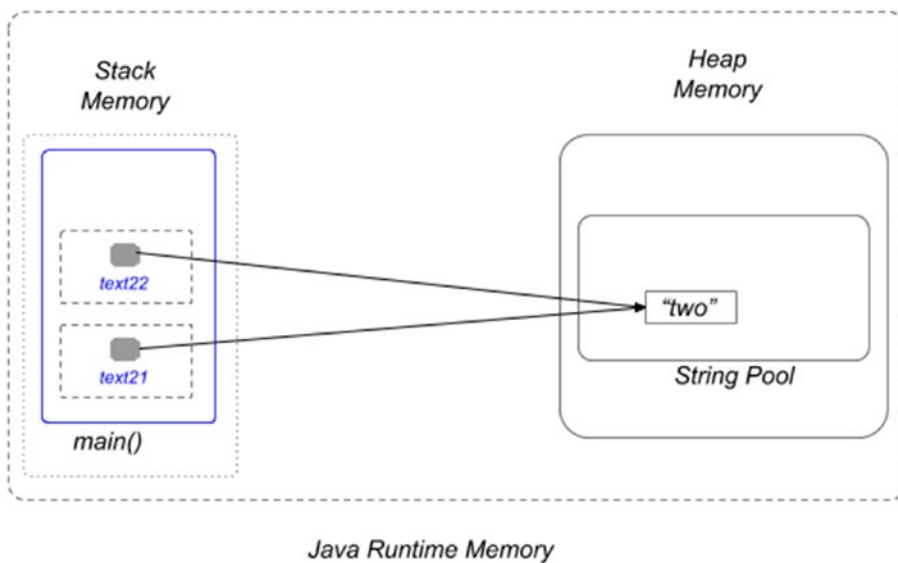 Stack
Memory
Heap
Memory
text22
“two”
text21
String Pool
main()
Java Runtime Memory